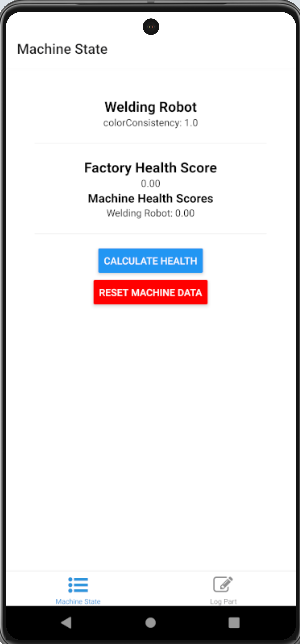 Machine State
Welding Robot
colorConsistency: 1.0
Factory Health Score
0.00
Machine Health Scores
Welding Robot: 0.00
CALCULATE HEALTH
RESET MACHINE DATA
Machine State
Log Part